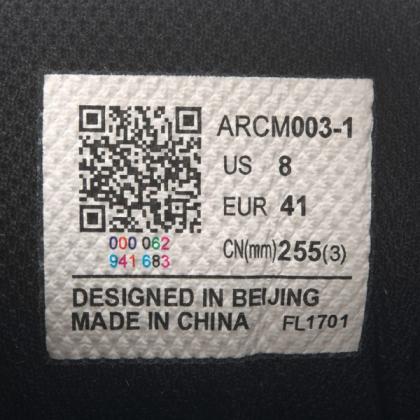 ARCM003-1
US 8
EUR 41
CN(mm)255(3)
000 062
941 683
DESIGNED IN BEIJING
MADE IN CHINA FL1701